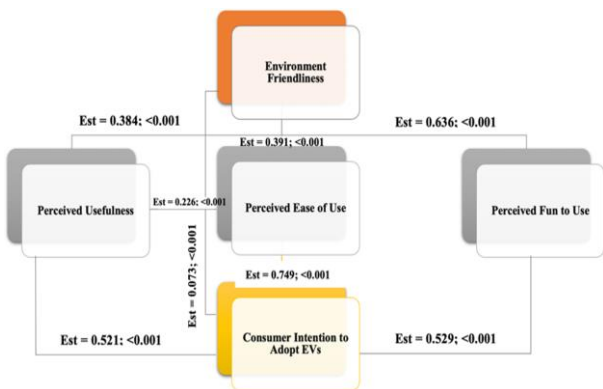 Environment
Friendliness
Est = 0.384; <0.001
Est = 0.636; <0.001
Est = 0.391; <0.001
Perceived Usefulness
Est = 0.226; <0.001
Perceived Ease of Use
Perceived Fun to Use
Est = 0.073; <0.001
Est = 0.749; <0.001
Est = 0.521; <0.001
Consumer Intention to
Adopt EVs
Est = 0.529; <0.001